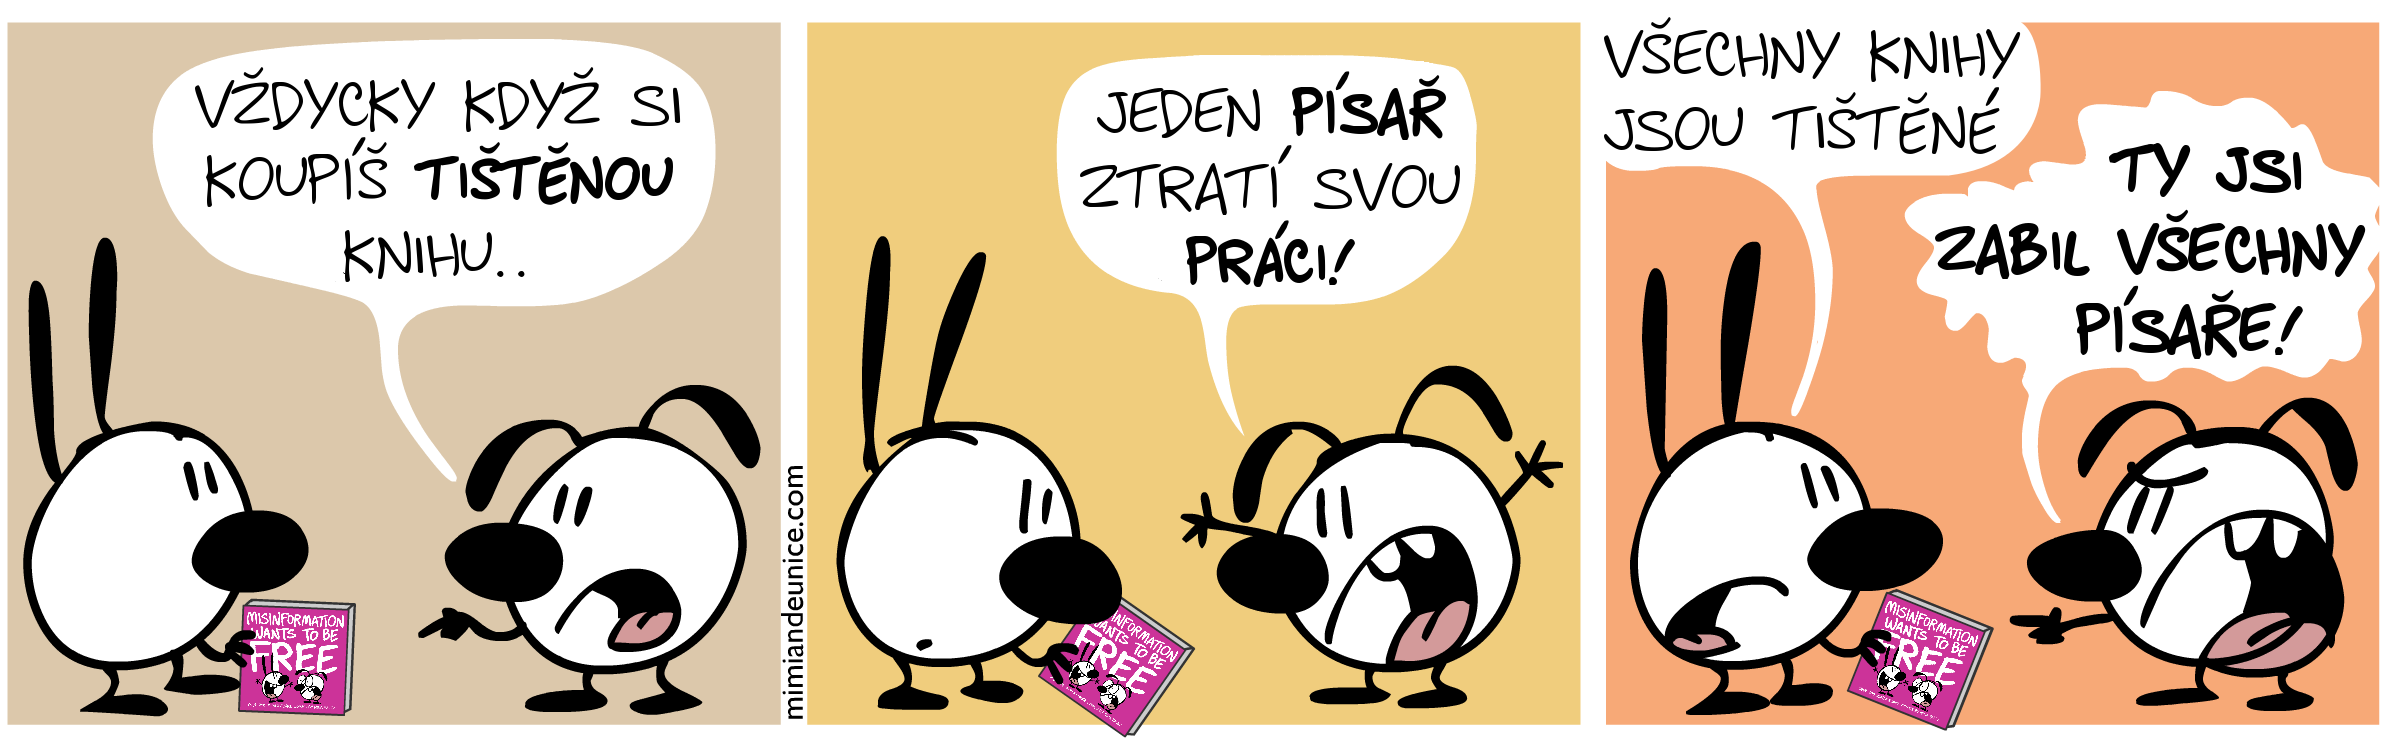 VŽDYCKY KDYŽ SI
KOUPÍŠ TIŠTĚNOU
KNIHU..
MISINFORMATION
WANTS TO BE
FREE
mimiandeunice.com
JEDEN PÍSAŘ
ZTRATÍ SVOU
PRÁCI!
MISINFORMATION
WANTS TO BE
FREE
VŠECHNY KNIHY
JSOU TIŠTĚNÉ
TY JSI
ZABIL VŠECHNY
PÍSAŘE!
MISINFORMATION
WANTS TO BE
FREE